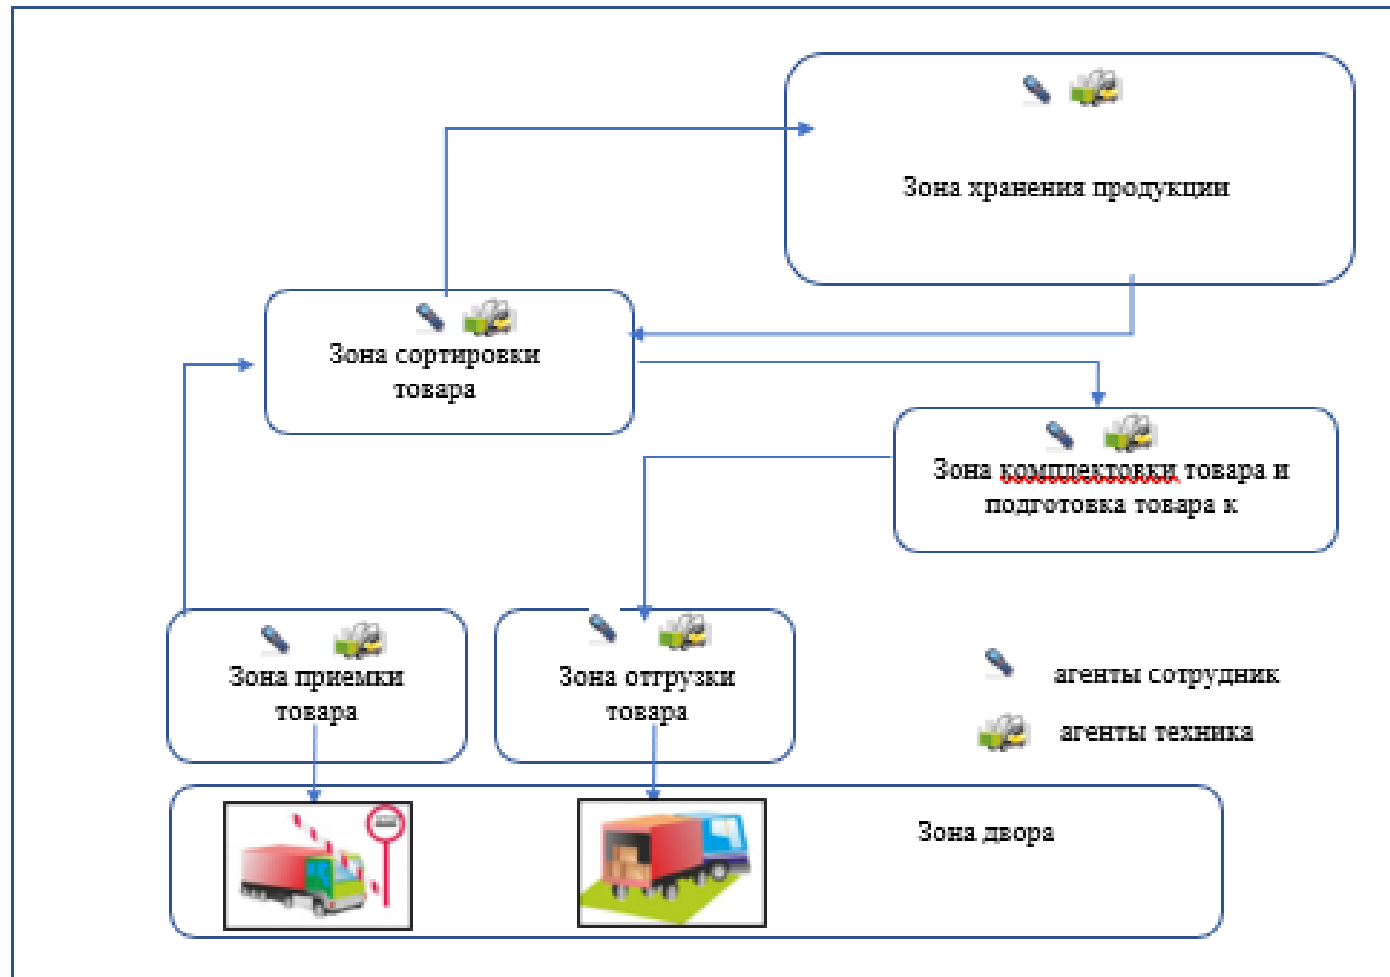 Зона хранения продукции
Зона сортировки
товара
Зона комплектовки товара и
подготовка товара к
Зона приемки
товара
Зона отгрузки
товара
агенты сотрудник
агенты техника
Зона двора